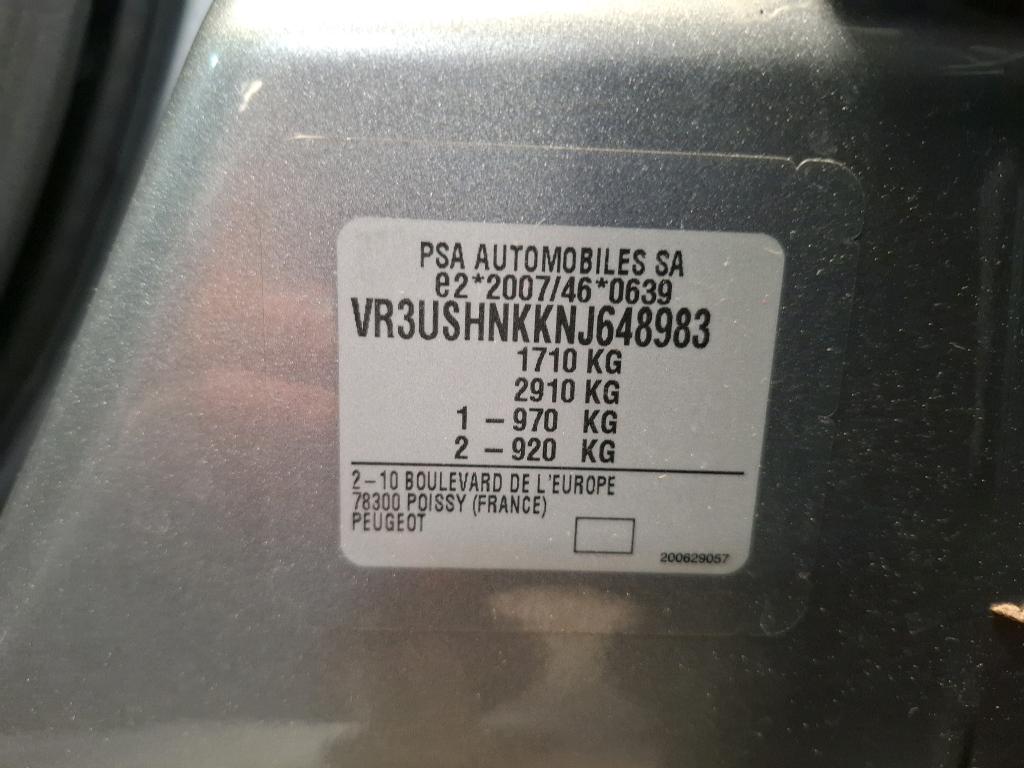 PSA AUTOMOBILES SA
e2*2007/46*0639
VR3USHNKKNJ648983
1710 KG
2910 KG
1 – 970 KG
2 – 920 KG
2–10 BOULEVARD DE L'EUROPE
78300 POISSY (FRANCE)
PEUGEOT
200629057